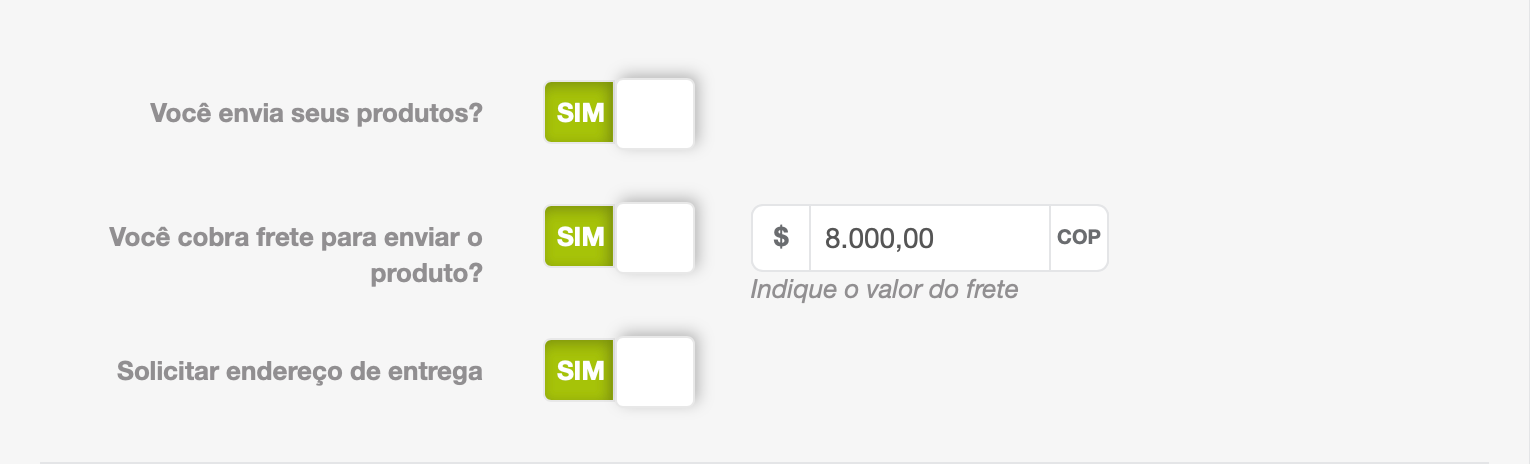 Você envia seus produtos? SIM
Você cobra frete para enviar o SIM $ 8.000,00 COP
produto?
Indique o valor do frete
Solicitar endereço de entrega SIM